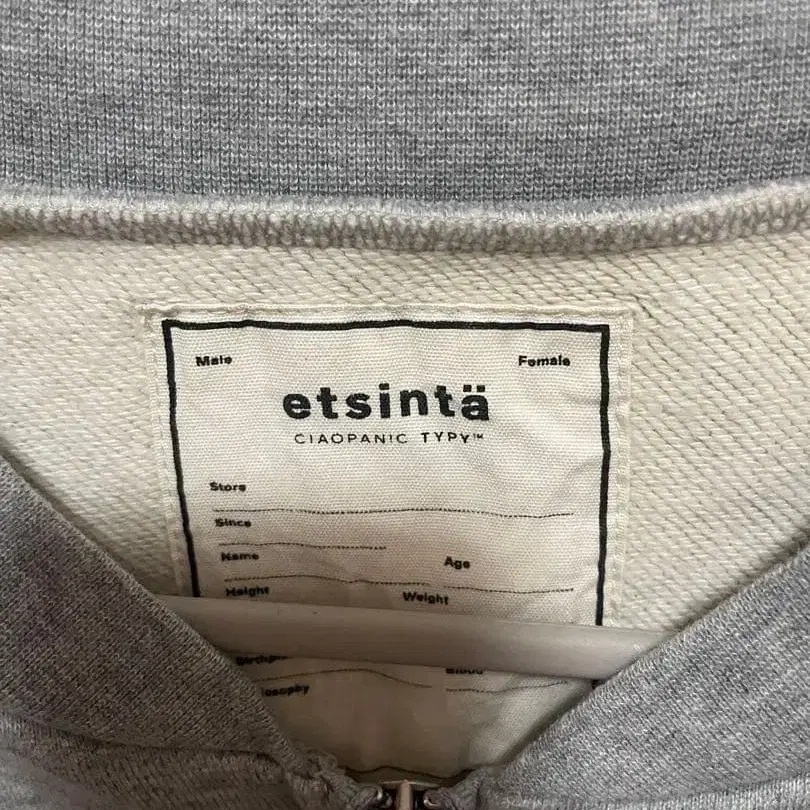 Male Female
etsintä
CIAOPANIC TYPY™
Store
Since
Name Age
Height Weight